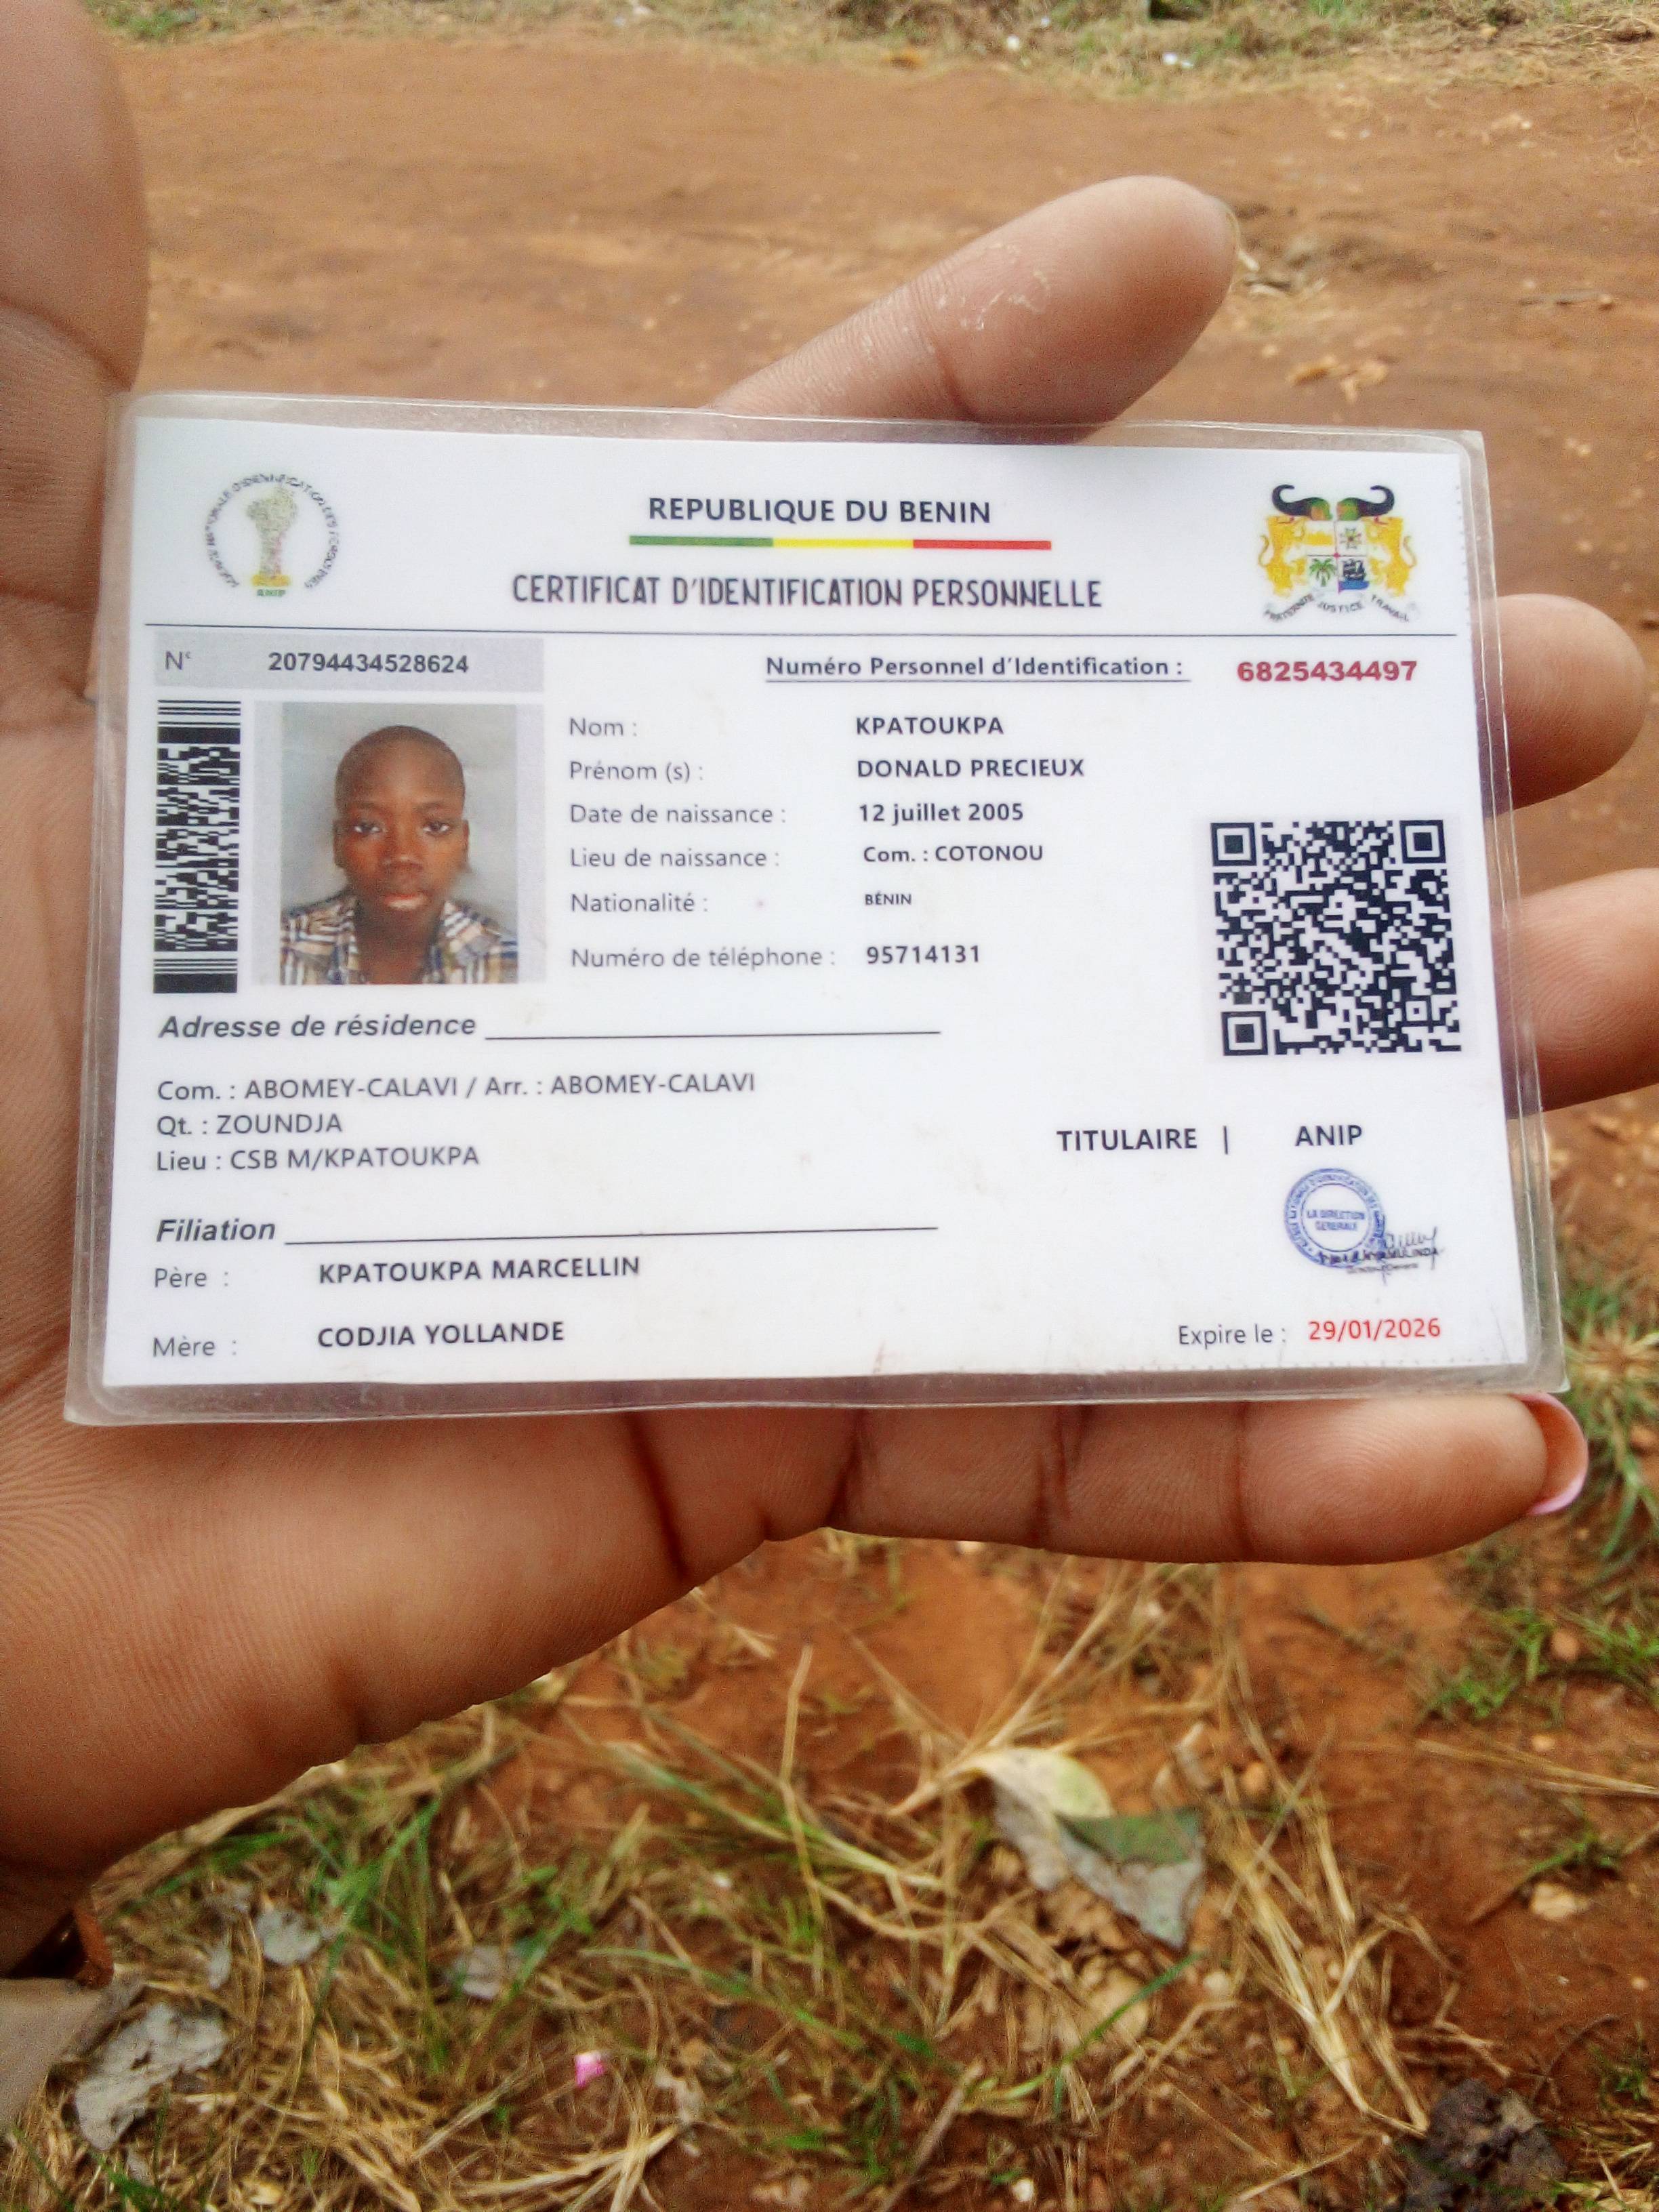 REPUBLIQUE DU BENIN
CERTIFICAT D'IDENTIFICATION PERSONNELLE
ANIP
FRATERNITE JUSTICE TRAVAIL
N° 20794434528624
Numéro Personnel d'Identification : 6825434497
Nom : KPATOUKPA
Prénom (s) : DONALD PRECIEUX
Date de naissance : 12 juillet 2005
Lieu de naissance : Com. : COTONOU
Nationalité : BÉNIN
Numéro de téléphone : 95714131
Adresse de résidence
Com. : ABOMEY-CALAVI / Arr. : ABOMEY-CALAVI
Qt. : ZOUNDJA
Lieu : CSB M/KPATOUKPA
TITULAIRE | ANIP
LA DIRECTION
GENERALE
Filiation
Père : KPATOUKPA MARCELLIN
Mère : CODJIA YOLLANDE
Expire le : 29/01/2026